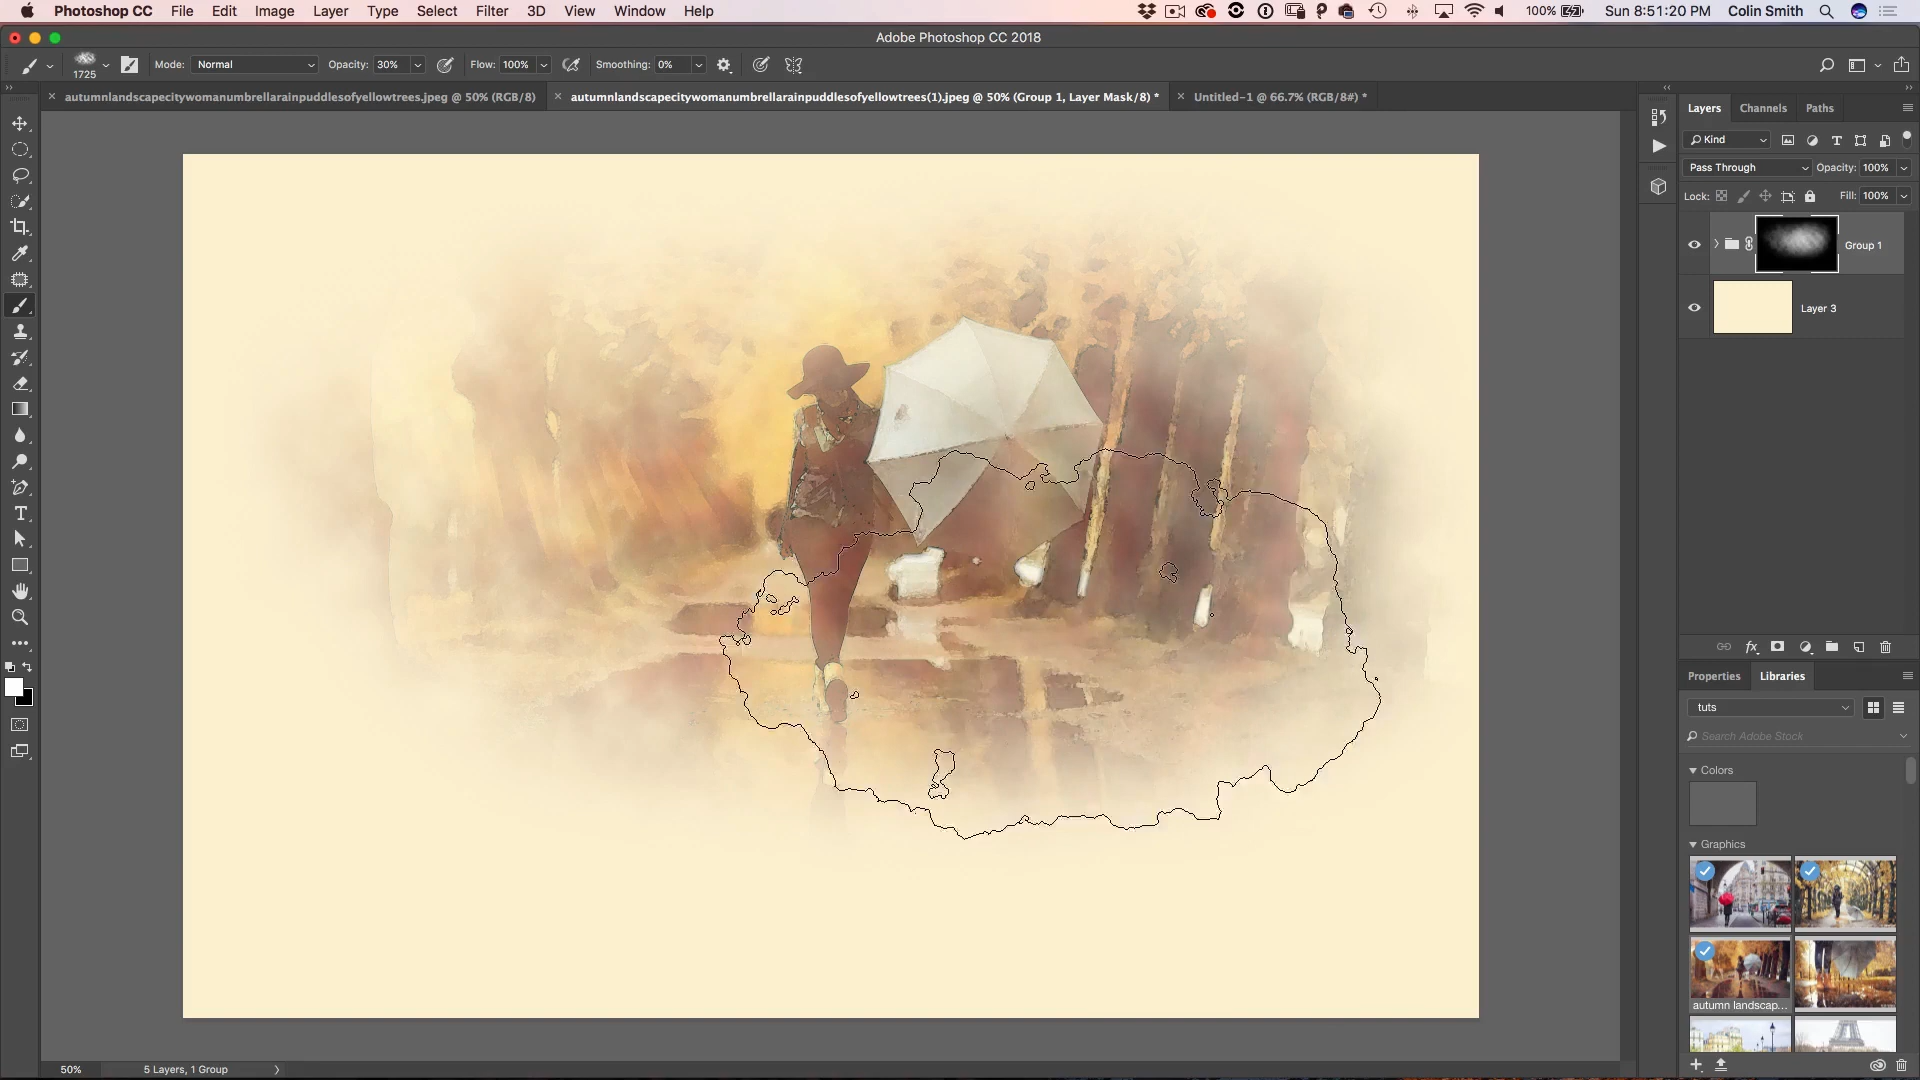 Photoshop CC File Edit Image Layer Type Select Filter 3D View Window Help 100% Sun 8:51:20 PM Colin Smith
Adobe Photoshop CC 2018
1725 Mode: Normal Opacity: 30% Flow: 100% Smoothing: 0%
autumnlandscapecitywomanumbrellarainpuddlesofyellowtrees.jpeg @ 50% (RGB/8) autumnlandscapecitywomanumbrellarainpuddlesofyellowtrees(1).jpeg @ 50% (Group 1, Layer Mask/8) * Untitled-1 @ 66.7% (RGB/8#) *
Layers Channels Paths
Kind
Pass Through Opacity: 100%
Lock: Fill: 100%
Group 1
Layer 3
Properties Libraries
tuts
Search Adobe Stock
Colors
Graphics
autumn landscap...
50% 5 Layers, 1 Group